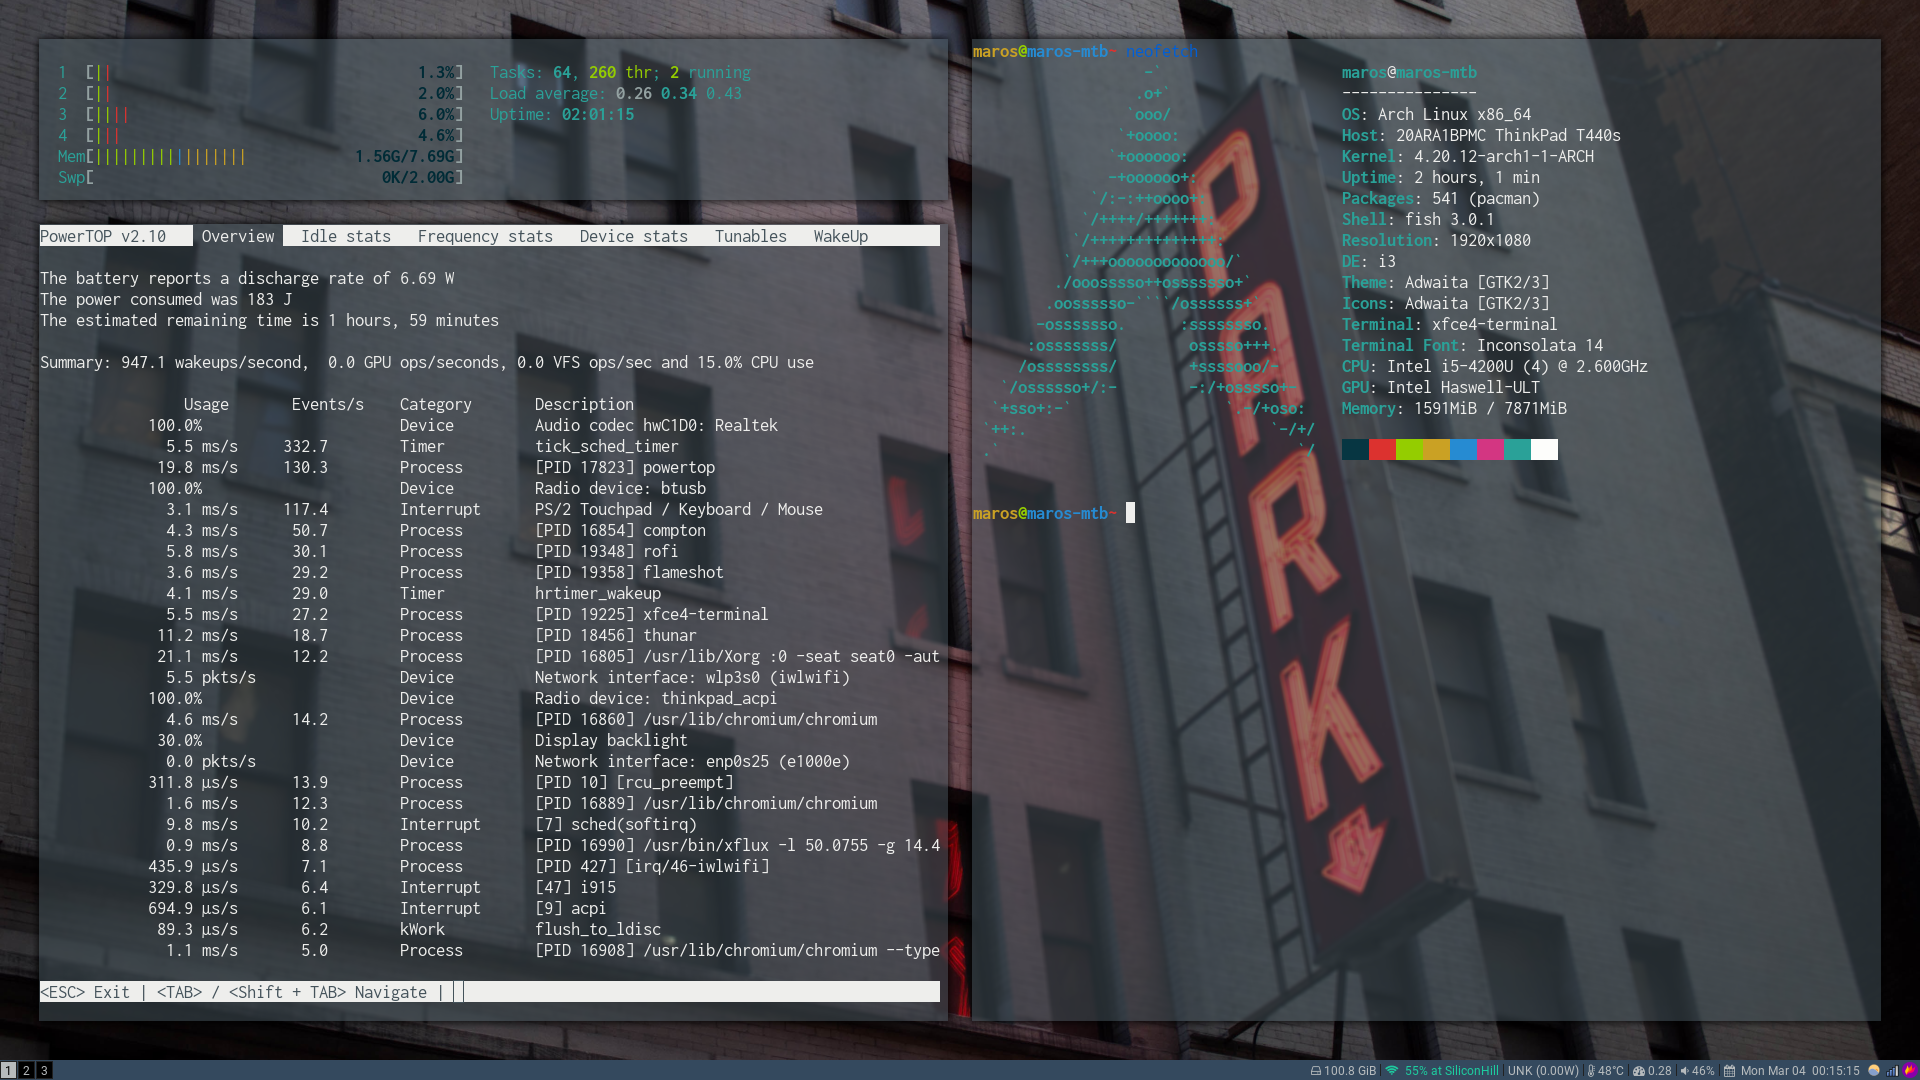 1 [|| 1.3%]
2 [|| 2.0%]
3 [|||| 6.0%]
4 [||| 4.6%]
Mem[||||||||||||||||| 1.56G/7.69G]
Swp[ 0K/2.00G]
Tasks: 64, 260 thr; 2 running
Load average: 0.26 0.34 0.43
Uptime: 02:01:15
PowerTOP v2.10 Overview Idle stats Frequency stats Device stats Tunables WakeUp
The battery reports a discharge rate of 6.69 W
The power consumed was 183 J
The estimated remaining time is 1 hours, 59 minutes
Summary: 947.1 wakeups/second, 0.0 GPU ops/seconds, 0.0 VFS ops/sec and 15.0% CPU use
Usage Events/s Category Description
100.0% Device Audio codec hwC1D0: Realtek
5.5 ms/s 332.7 Timer tick_sched_timer
19.8 ms/s 130.3 Process [PID 17823] powertop
100.0% Device Radio device: btusb
3.1 ms/s 117.4 Interrupt PS/2 Touchpad / Keyboard / Mouse
4.3 ms/s 50.7 Process [PID 16854] compton
5.8 ms/s 30.1 Process [PID 19348] rofi
3.6 ms/s 29.2 Process [PID 19358] flameshot
4.1 ms/s 29.0 Timer hrtimer_wakeup
5.5 ms/s 27.2 Process [PID 19225] xfce4-terminal
11.2 ms/s 18.7 Process [PID 18456] thunar
21.1 ms/s 12.2 Process [PID 16805] /usr/lib/Xorg :0 -seat seat0 -aut
5.5 pkts/s Device Network interface: wlp3s0 (iwlwifi)
100.0% Device Radio device: thinkpad_acpi
4.6 ms/s 14.2 Process [PID 16860] /usr/lib/chromium/chromium
30.0% Device Display backlight
0.0 pkts/s Device Network interface: enp0s25 (e1000e)
311.8 µs/s 13.9 Process [PID 10] [rcu_preempt]
1.6 ms/s 12.3 Process [PID 16889] /usr/lib/chromium/chromium
9.8 ms/s 10.2 Interrupt [7] sched(softirq)
0.9 ms/s 8.8 Process [PID 16990] /usr/bin/xflux -l 50.0755 -g 14.4
435.9 µs/s 7.1 Process [PID 427] [irq/46-iwlwifi]
329.8 µs/s 6.4 Interrupt [47] i915
694.9 µs/s 6.1 Interrupt [9] acpi
89.3 µs/s 6.2 kWork flush_to_ldisc
1.1 ms/s 5.0 Process [PID 16908] /usr/lib/chromium/chromium --type
<ESC> Exit | <TAB> / <Shift + TAB> Navigate |
maros@maros-mtb~ neofetch
maros@maros-mtb
---------------
OS: Arch Linux x86_64
Host: 20ARA1BPMC ThinkPad T440s
Kernel: 4.20.12-arch1-1-ARCH
Uptime: 2 hours, 1 min
Packages: 541 (pacman)
Shell: fish 3.0.1
Resolution: 1920x1080
DE: i3
Theme: Adwaita [GTK2/3]
Icons: Adwaita [GTK2/3]
Terminal: xfce4-terminal
Terminal Font: Inconsolata 14
CPU: Intel i5-4200U (4) @ 2.600GHz
GPU: Intel Haswell-ULT
Memory: 1591MiB / 7871MiB
maros@maros-mtb~
PARK
1 2 3
100.8 GiB | 55% at SiliconHill | UNK (0.00W) | 48°C | 0.28 | 46% | Mon Mar 04 00:15:15